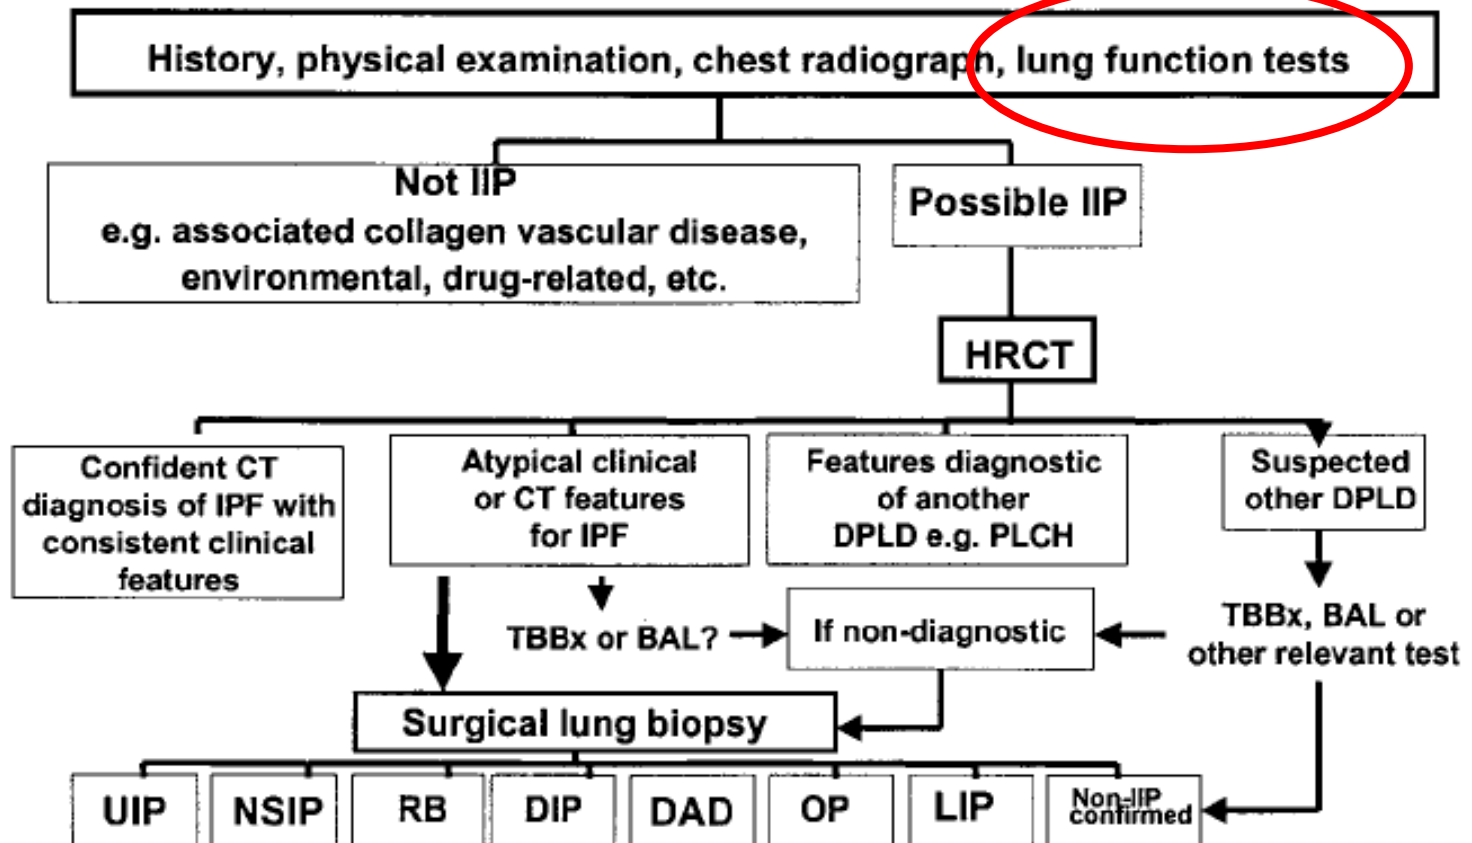 History, physical examination, chest radiograph, lung function tests
Not IIP
e.g. associated collagen vascular disease,
environmental, drug-related, etc.
Possible IIP
HRCT
Confident CT
diagnosis of IPF with
consistent clinical
features
Atypical clinical
or CT features
for IPF
Features diagnostic
of another
DPLD e.g. PLCH
Suspected
other DPLD
TBBx or BAL?
If non-diagnostic
TBBx, BAL or
other relevant test
Surgical lung biopsy
UIP
NSIP
RB
DIP
DAD
OP
LIP
Non-IIP
confirmed